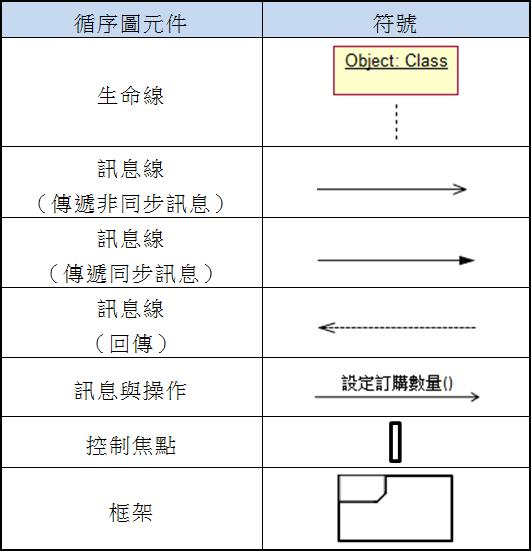 循序圖元件
符號
生命線
Object: Class
訊息線
（傳遞非同步訊息）
訊息線
（傳遞同步訊息）
訊息線
（回傳）
訊息與操作
設定訂購數量()
控制焦點
框架